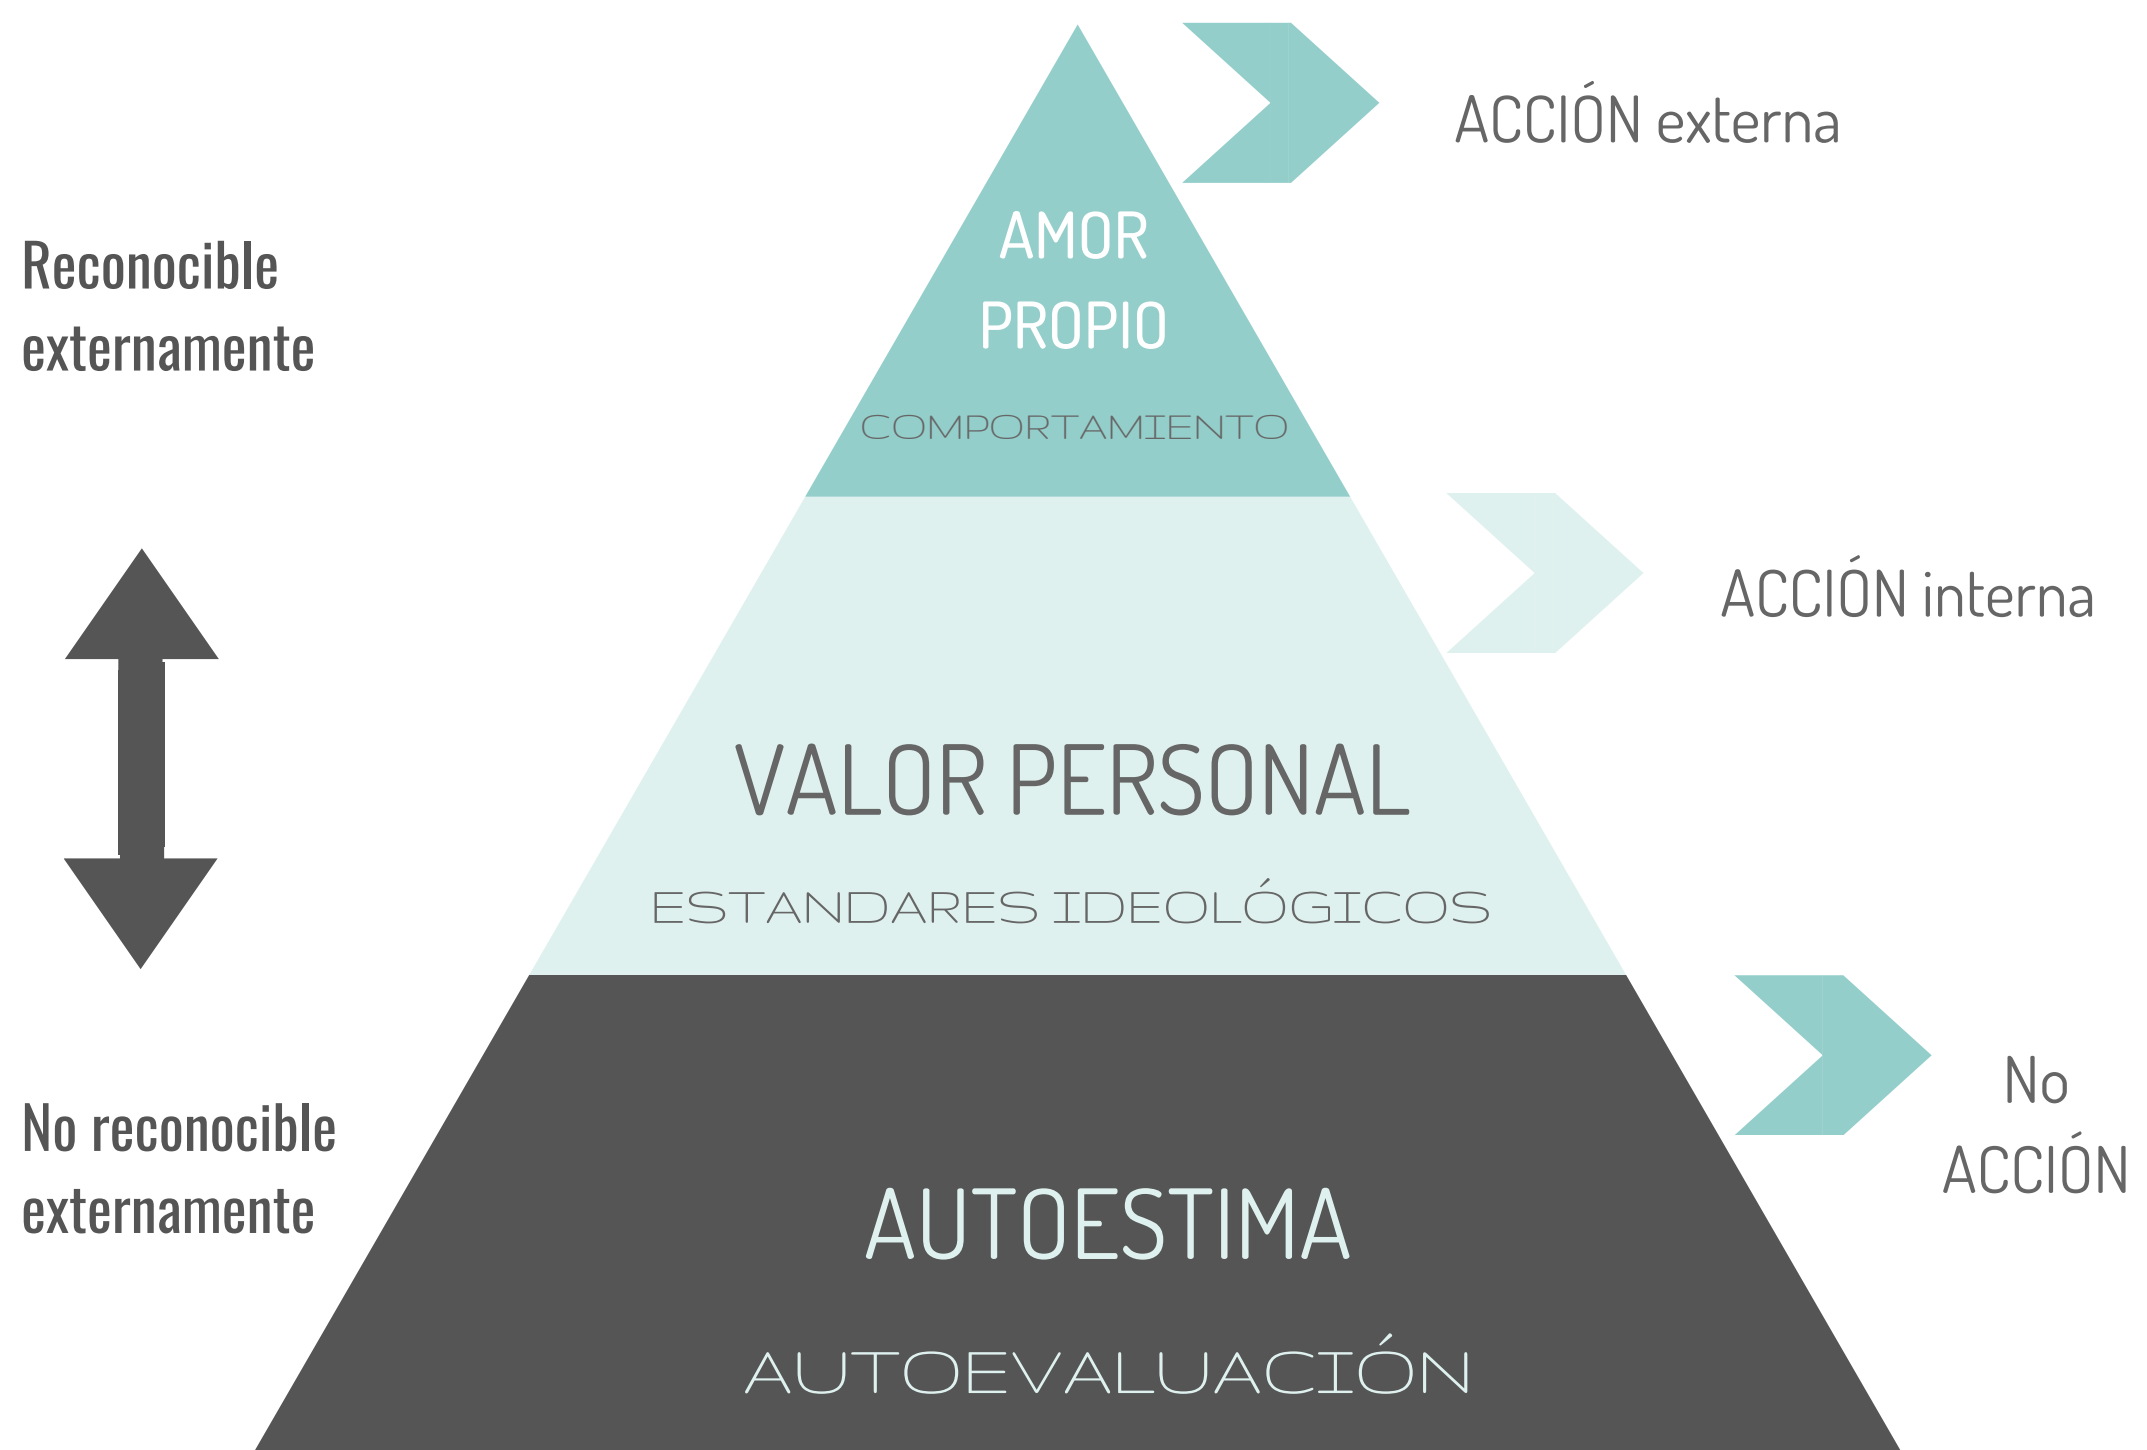 ACCIÓN externa
AMOR
PROPIO
Reconocible
externamente
COMPORTAMIENTO
ACCIÓN interna
VALOR PERSONAL
ESTANDARES IDEOLÓGICOS
No
ACCIÓN
No reconocible
externamente
AUTOESTIMA
AUTOEVALUACIÓN